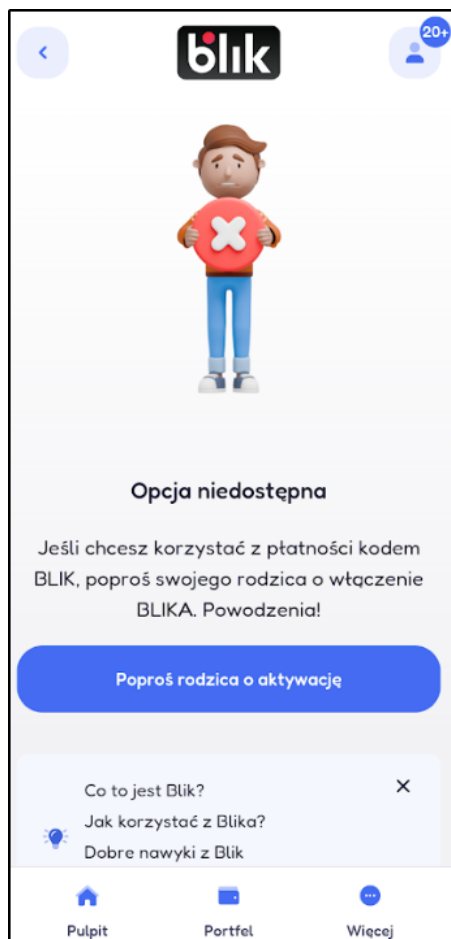 blik
20+
Opcja niedostępna
Jeśli chcesz korzystać z płatności kodem
BLIK, poproś swojego rodzica o włączenie
BLIKA. Powodzenia!
Poproś rodzica o aktywację
Co to jest Blik?
Jak korzystać z Blika?
Dobre nawyki z Blik
Pulpit Portfel Więcej